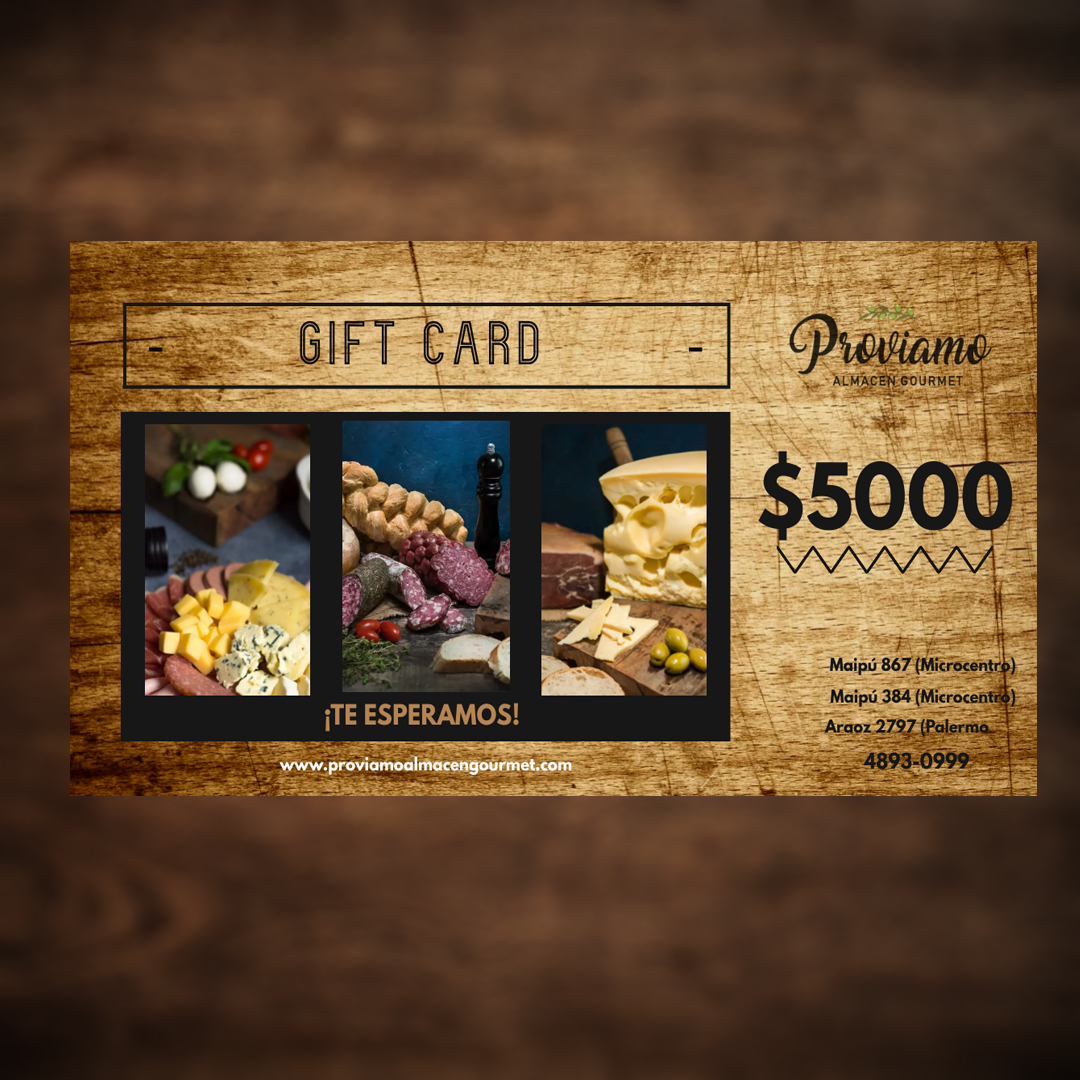 - GIFT CARD -
Proviamo
ALMACEN GOURMET
$5000
¡TE ESPERAMOS!
www.proviamoalmacengourmet.com
Maipú 867 (Microcentro)
Maipú 384 (Microcentro)
Araoz 2797 (Palermo
4893-0999